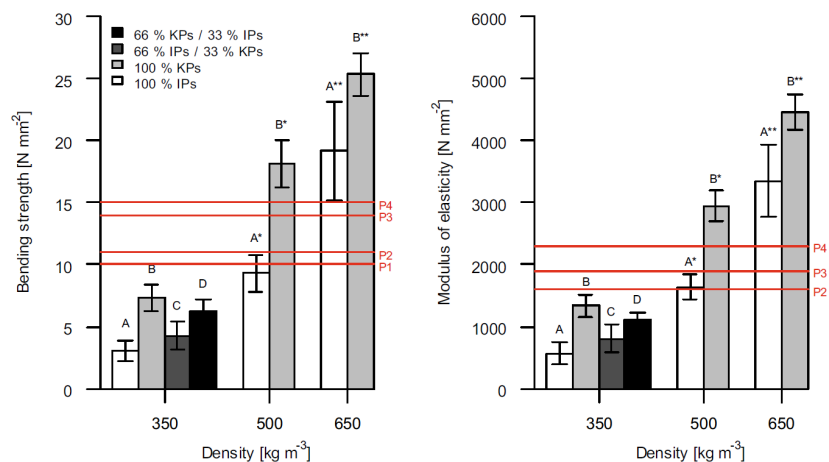 30
25
20
15
10
5
0
Bending strength [N mm-2]
66 % KPs / 33 % IPs
66 % IPs / 33 % KPs
100 % KPs
100 % IPs
A
B
C
D
A*
B*
A**
B**
P4
P3
P2
P1
350
500
650
Density [kg m-3]
6000
5000
4000
3000
2000
1000
0
Modulus of elasticity [N mm-2]
A
B
C
D
A*
B*
A**
B**
P4
P3
P2
350
500
650
Density [kg m-3]